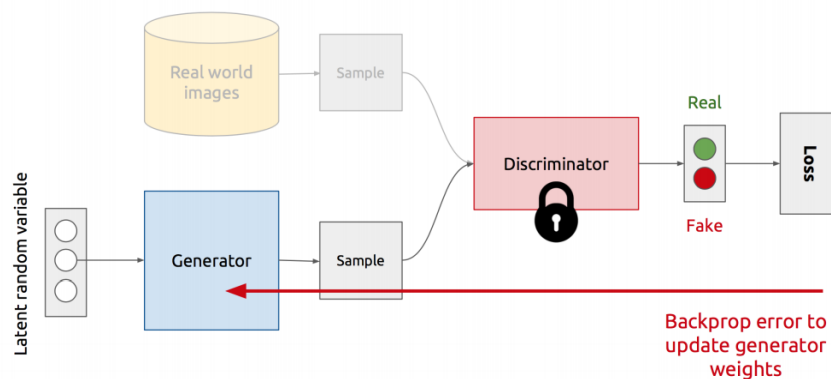 Real world
images
Sample
Real
Discriminator
Loss
Fake
Latent random variable
Generator
Sample
Backprop error to
update generator
weights